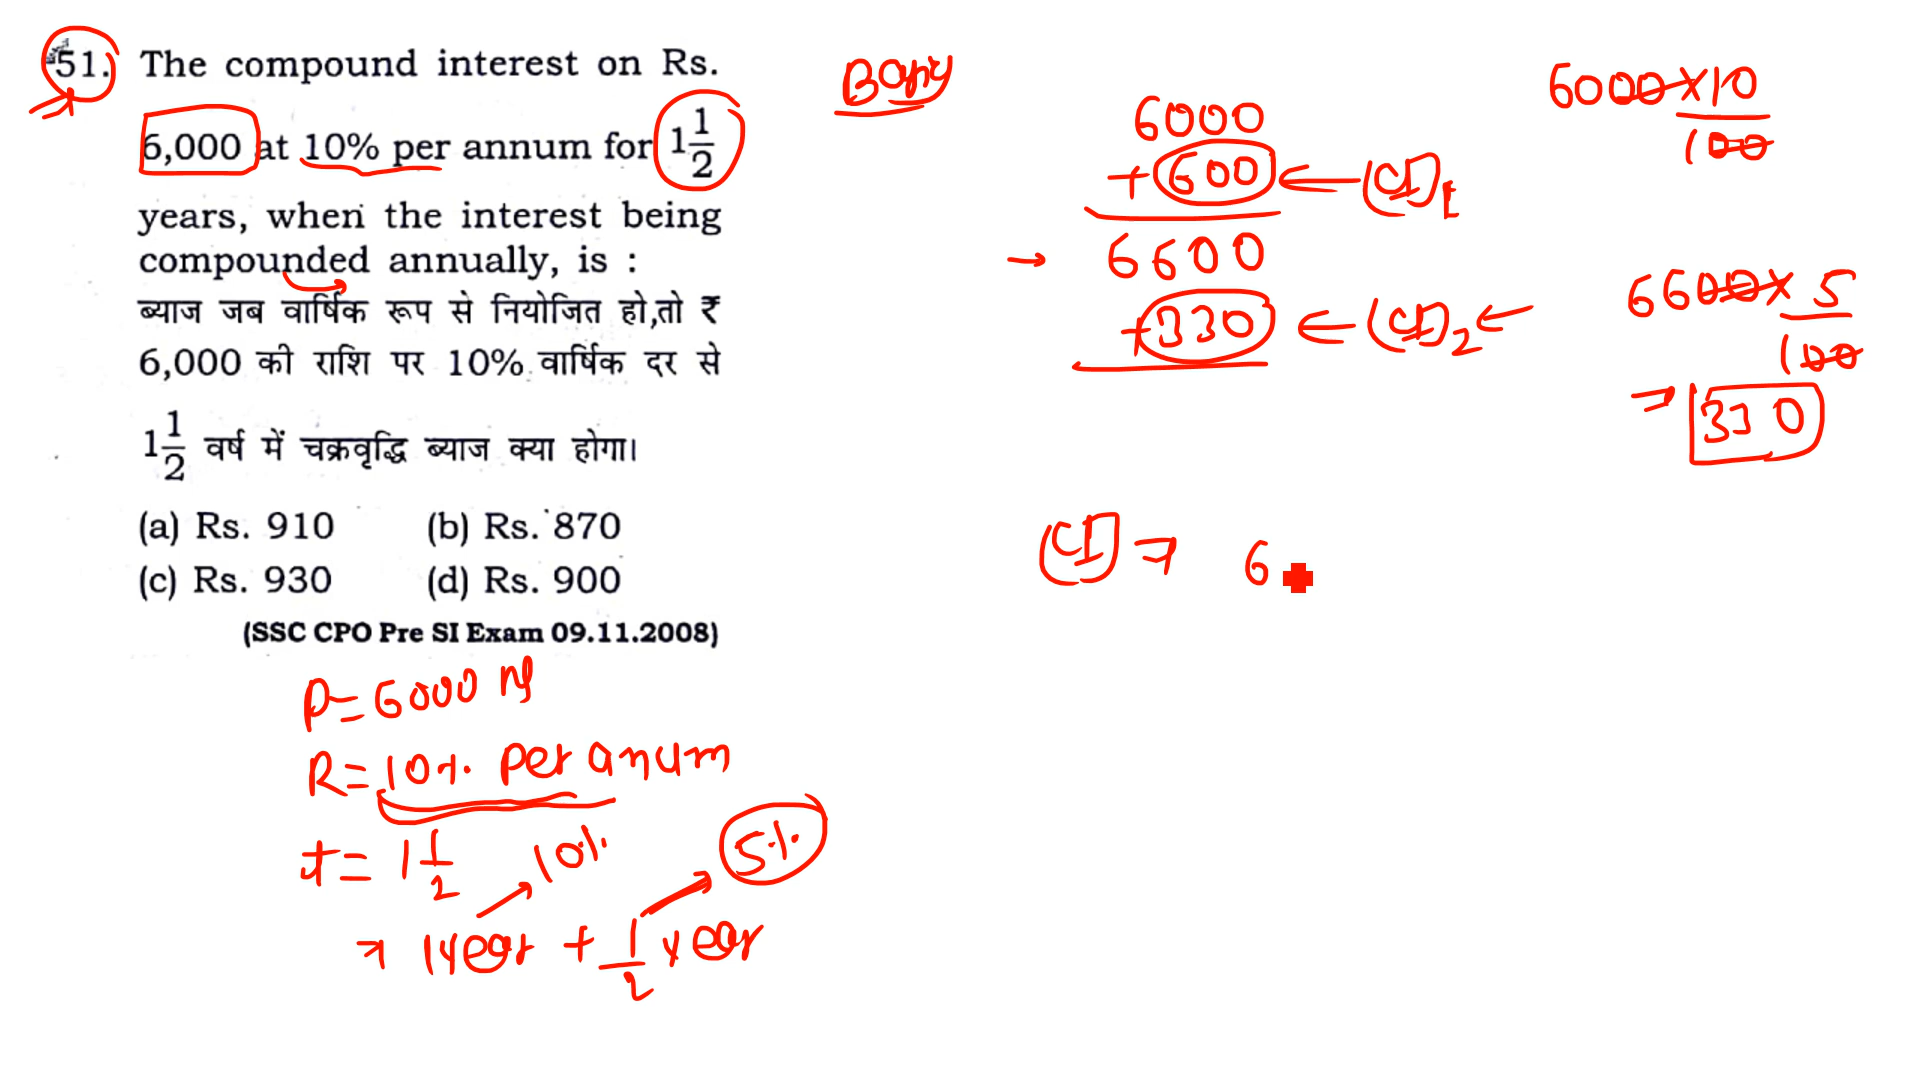 51. The compound interest on Rs.
6,000 at 10% per annum for 1 1/2
years, when the interest being
compounded annually, is :
ब्याज जब वार्षिक रूप से नियोजित हो,तो ₹
6,000 की राशि पर 10% वार्षिक दर से
1 1/2 वर्ष में चक्रवृद्धि ब्याज क्या होगा।
(a) Rs. 910 (b) Rs. 870
(c) Rs. 930 (d) Rs. 900
(SSC CPO Pre SI Exam 09.11.2008)
P=6000
R=10%. per anum
t= 1 1/2 10% 5%
→ 1year + 1/2 year
6000
+600 ← (CI)1
→ 6600
+330 ← (CI)2 ←
6000×10
100
6600× 5
100
→ 330
(CI) → 6